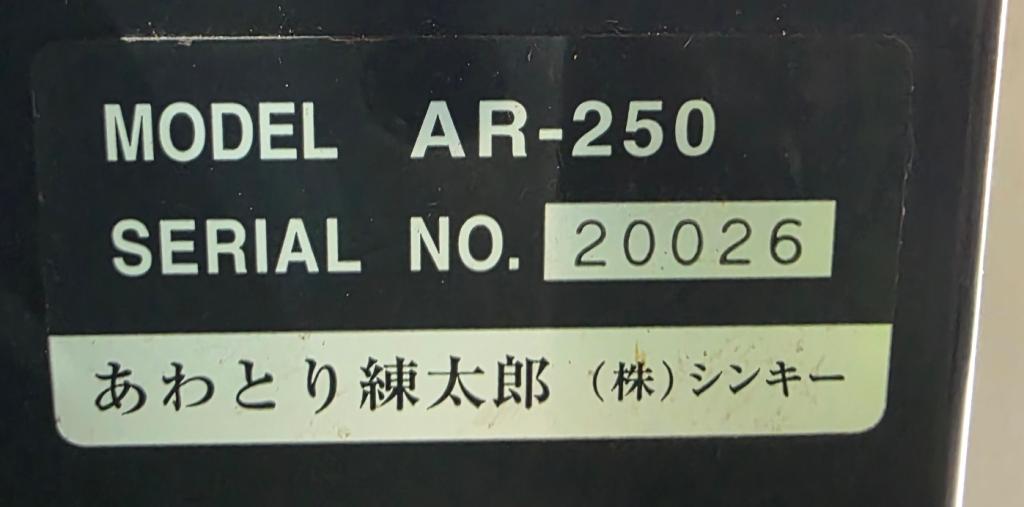 MODEL AR-250
SERIAL NO. 20026
あわとり練太郎 (株)シンキー